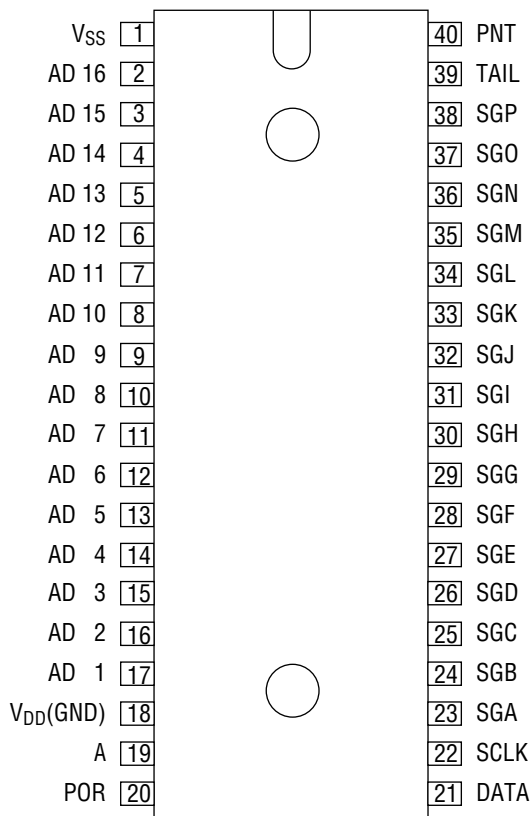 VSS 1 40 PNT
AD 16 2 39 TAIL
AD 15 3 38 SGP
AD 14 4 37 SGO
AD 13 5 36 SGN
AD 12 6 35 SGM
AD 11 7 34 SGL
AD 10 8 33 SGK
AD 9 9 32 SGJ
AD 8 10 31 SGI
AD 7 11 30 SGH
AD 6 12 29 SGG
AD 5 13 28 SGF
AD 4 14 27 SGE
AD 3 15 26 SGD
AD 2 16 25 SGC
AD 1 17 24 SGB
VDD(GND) 18 23 SGA
A 19 22 SCLK
POR 20 21 DATA